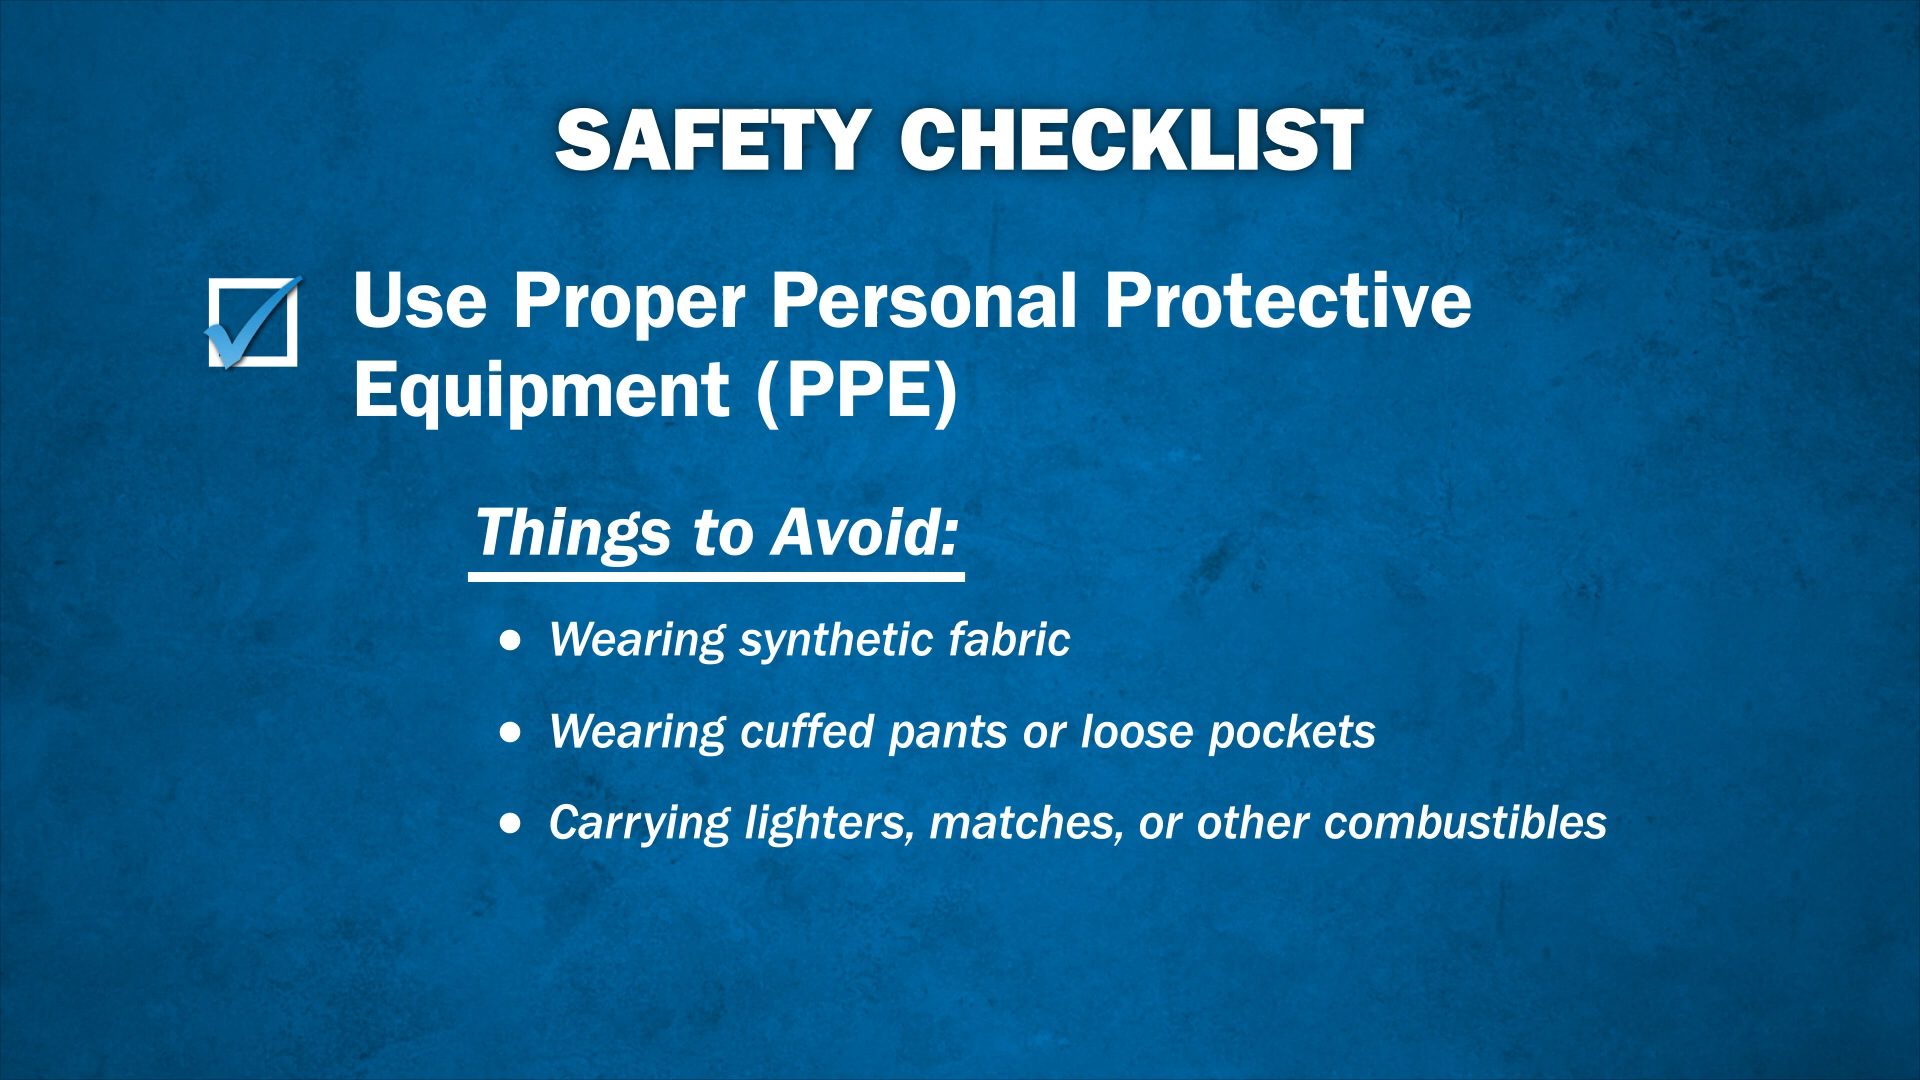 SAFETY CHECKLIST
Use Proper Personal Protective
Equipment (PPE)
Things to Avoid:
• Wearing synthetic fabric
• Wearing cuffed pants or loose pockets
• Carrying lighters, matches, or other combustibles